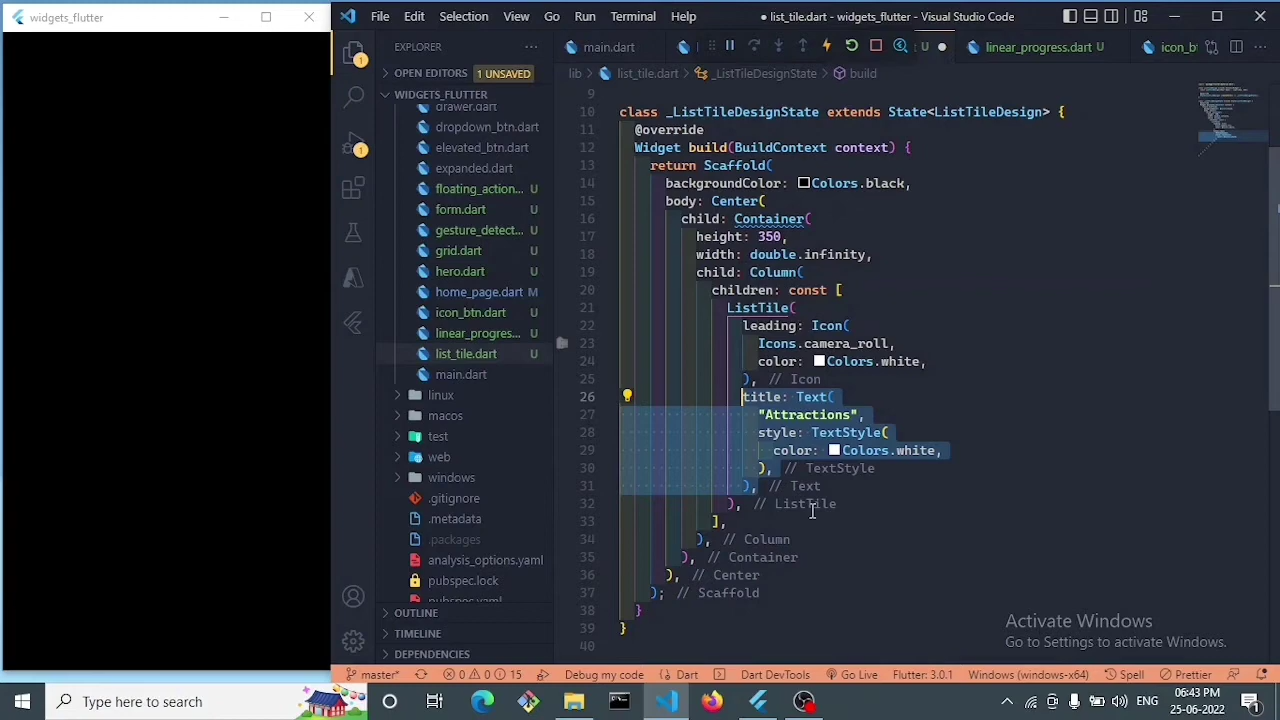 widgets_flutter
File Edit Selection View Go Run Terminal Help
● list_tile.dart - widgets_flutter - Visual Studio Code
EXPLORER
OPEN EDITORS 1 UNSAVED
WIDGETS_FLUTTER
drawer.dart
dropdown_btn.dart
elevated_btn.dart
expanded.dart
floating_action... U
form.dart U
gesture_detect... U
grid.dart U
hero.dart U
home_page.dart M
icon_btn.dart U
linear_progres... U
list_tile.dart U
main.dart
linux
macos
test
web
windows
.gitignore
.metadata
.packages
analysis_options.yaml
pubspec.lock
pubspec.yaml
OUTLINE
TIMELINE
DEPENDENCIES
1
1
main.dart U linear_progress.dart U icon_b
lib > list_tile.dart > _ListTileDesignState > build
9
10 class _ListTileDesignState extends State<ListTileDesign> {
11 @override
12 Widget build(BuildContext context) {
13 return Scaffold(
14 backgroundColor: Colors.black,
15 body: Center(
16 child: Container(
17 height: 350,
18 width: double.infinity,
19 child: Column(
20 children: const [
21 ListTile(
22 leading: Icon(
23 Icons.camera_roll,
24 color: Colors.white,
25 ), // Icon
26 title: Text(
27 "Attractions",
28 style: TextStyle(
29 color: Colors.white,
30 ), // TextStyle
31 ), // Text
32 ), // ListTile
33 ],
34 ), // Column
35 ), // Container
36 ), // Center
37 ); // Scaffold
38 }
39 }
40
Activate Windows
Go to Settings to activate Windows.
master* 0 0 15 Debug my code Dart Dart DevTools Go Live Flutter: 3.0.1 Windows (windows-x64) Spell Prettier
Type here to search
ENG
06:43 PM
25-06-2022
1